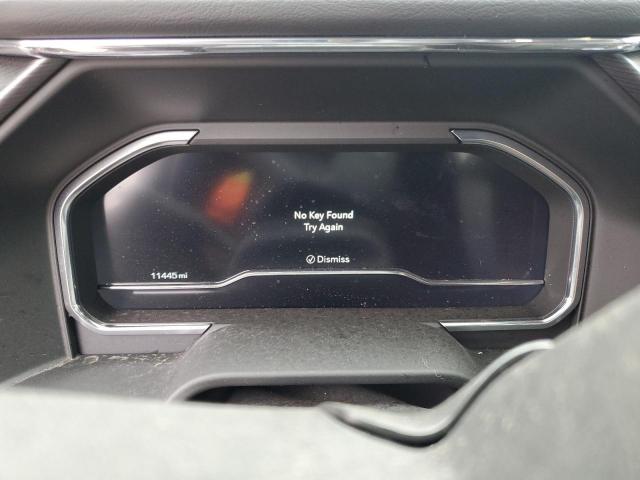 No Key Found
Try Again
Dismiss
11445 mi